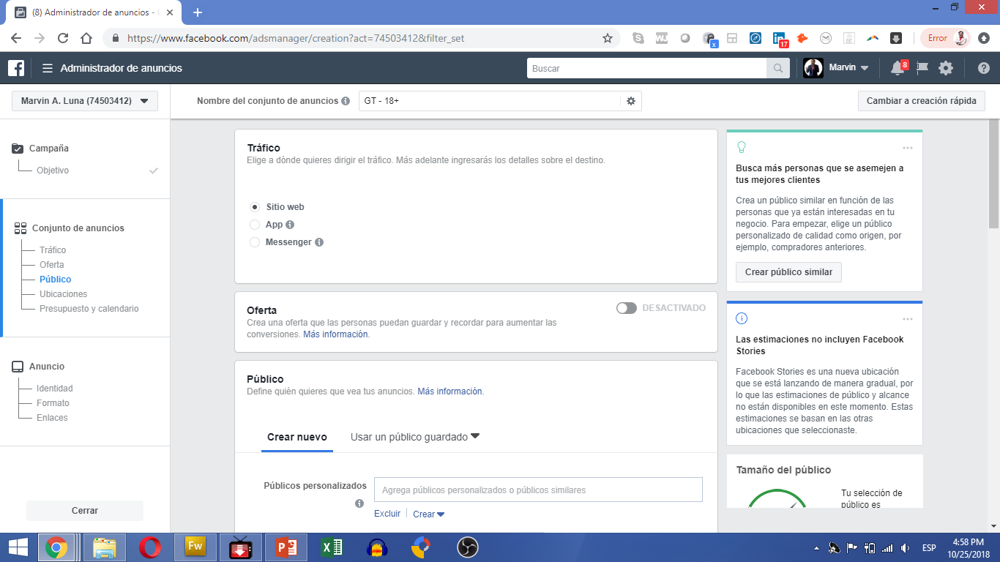 (8) Administrador de anuncios -
https://www.facebook.com/adsmanager/creation?act=74503412&filter_set
WJ
x
17
Error
Administrador de anuncios
Buscar
Marvin
8
Marvin A. Luna (74503412)
Nombre del conjunto de anuncios
GT - 18+
Cambiar a creación rápida
Campaña
Objetivo
Conjunto de anuncios
Tráfico
Oferta
Público
Ubicaciones
Presupuesto y calendario
Anuncio
Identidad
Formato
Enlaces
Cerrar
Tráfico
Elige a dónde quieres dirigir el tráfico. Más adelante ingresarás los detalles sobre el destino.
Sitio web
App
Messenger
Oferta
DESACTIVADO
Crea una oferta que las personas puedan guardar y recordar para aumentar las
conversiones. Más información.
Público
Define quién quieres que vea tus anuncios. Más información.
Crear nuevo
Usar un público guardado
Públicos personalizados
Agrega públicos personalizados o públicos similares
Excluir
Crear
Busca más personas que se asemejen a
tus mejores clientes
Crea un público similar en función de las
personas que ya están interesadas en tu
negocio. Para empezar, elige un público
personalizado de calidad como origen, por
ejemplo, compradores anteriores.
Crear público similar
Las estimaciones no incluyen Facebook
Stories
Facebook Stories es una nueva ubicación
que se está lanzando de manera gradual, por
lo que las estimaciones de público y alcance
no están disponibles en este momento. Estas
estimaciones se basan en las otras
ubicaciones que seleccionaste.
Tamaño del público
Tu selección de
público es
Fw
ESP
4:58 PM
10/25/2018